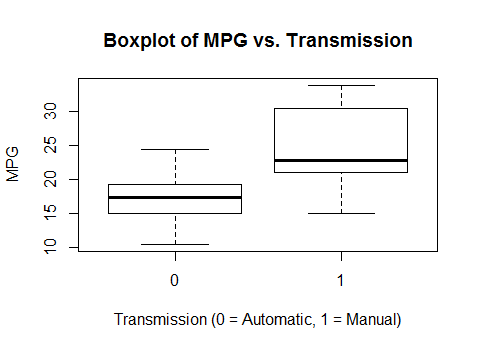 Boxplot of MPG vs. Transmission
MPG
30
25
20
15
10
0 1
Transmission (0 = Automatic, 1 = Manual)